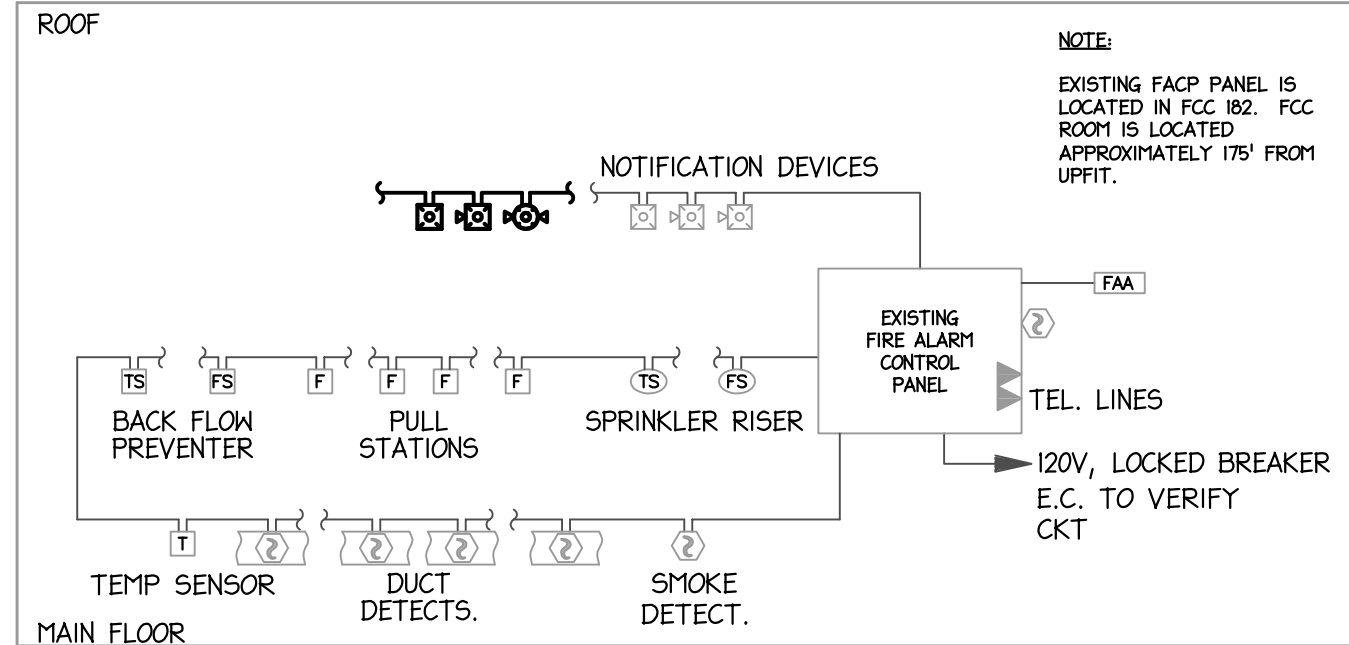 ROOF
NOTE:
EXISTING FACP PANEL IS
LOCATED IN FCC 182. FCC
ROOM IS LOCATED
APPROXIMATELY 175' FROM
UPFIT.
NOTIFICATION DEVICES
FAA
EXISTING
FIRE ALARM
CONTROL
PANEL
TEL. LINES
TS FS F F F F TS FS
BACK FLOW
PREVENTER
PULL
STATIONS
SPRINKLER RISER
120V, LOCKED BREAKER
E.C. TO VERIFY
CKT
T
TEMP SENSOR
DUCT
DETECTS.
SMOKE
DETECT.
MAIN FLOOR